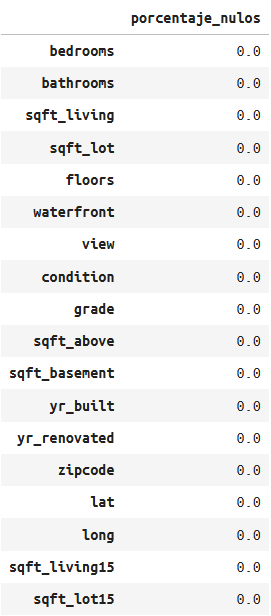 porcentaje_nulos
bedrooms 0.0
bathrooms 0.0
sqft_living 0.0
sqft_lot 0.0
floors 0.0
waterfront 0.0
view 0.0
condition 0.0
grade 0.0
sqft_above 0.0
sqft_basement 0.0
yr_built 0.0
yr_renovated 0.0
zipcode 0.0
lat 0.0
long 0.0
sqft_living15 0.0
sqft_lot15 0.0